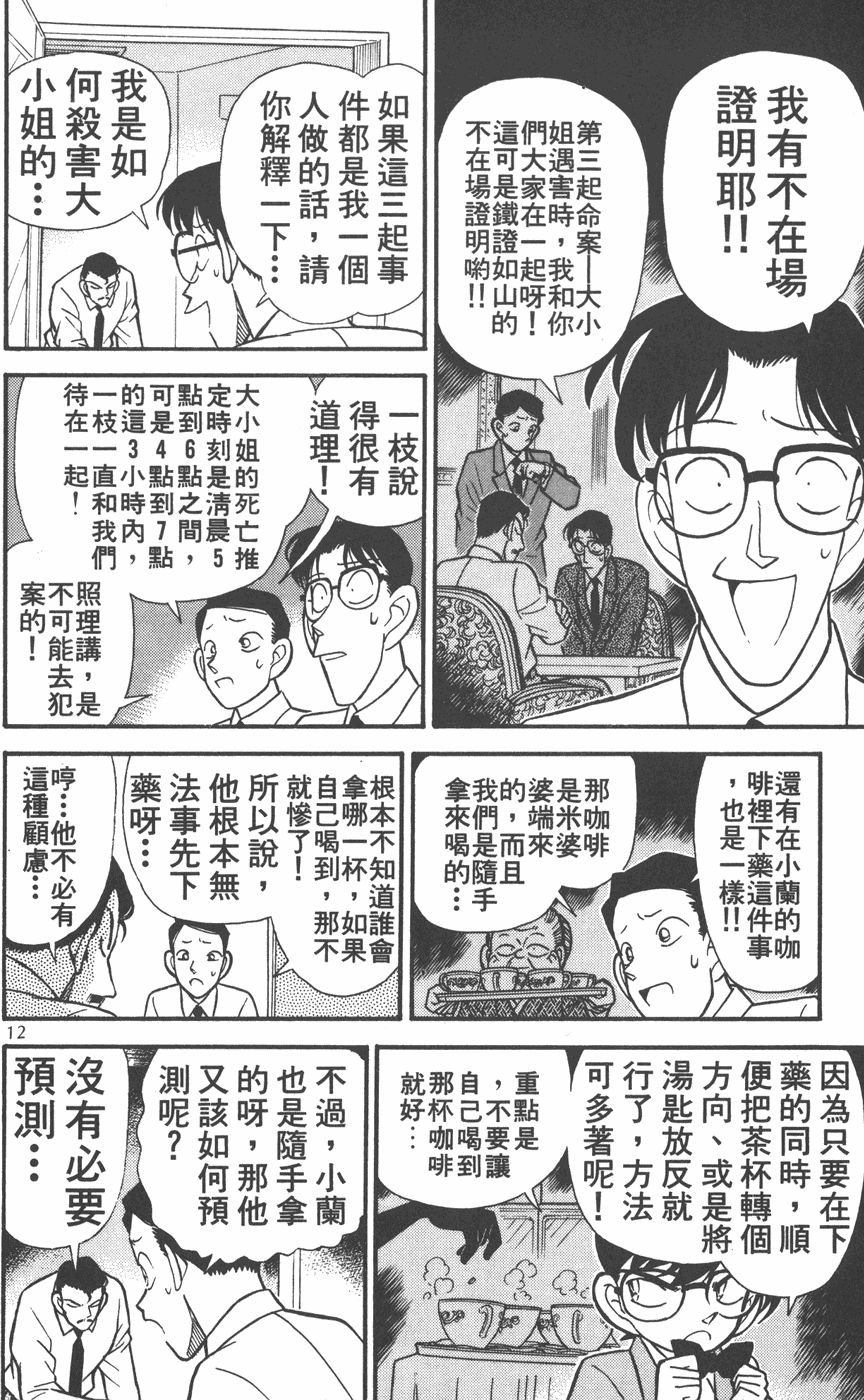 我有不在場
證明耶!!
第三起命案—大小
姐遇害時，我和你
們大家在一起呀！
這可是鐵證如山的
不在場證明喲!!
如果這三起事
件都是我一個
人做的話，請
你解釋一下…
我是如
何殺害大
小姐的…
一枝說
得很有
道理！
大小姐的死亡推
定時刻是清晨5
點到6點之間，
可是4點到7點
的這3小時內，
一枝一直和我們
待在一起！
照理講，是
不可能去犯
案的！
還有在小蘭的咖
啡裡下藥這件事
，也是一樣!!
那咖啡
是米婆
婆端來
的，而且
我們是隨手
拿來喝的…
根本不知道誰會
拿哪一杯，如果
自己喝到，那不
就慘了！
所以說，
他根本無
法事先下
藥呀…
哼…他不必有
這種顧慮…
12
因為只要在下
藥的同時，順
便把茶杯轉個
方向、或是將
湯匙放反就
行了，方法
可多著呢！
重點是
，不要讓
自己喝到
那杯咖啡
就好…
不過，小蘭
也是隨手拿
的呀，那他
又該如何預
測呢？
沒有必要
預測…